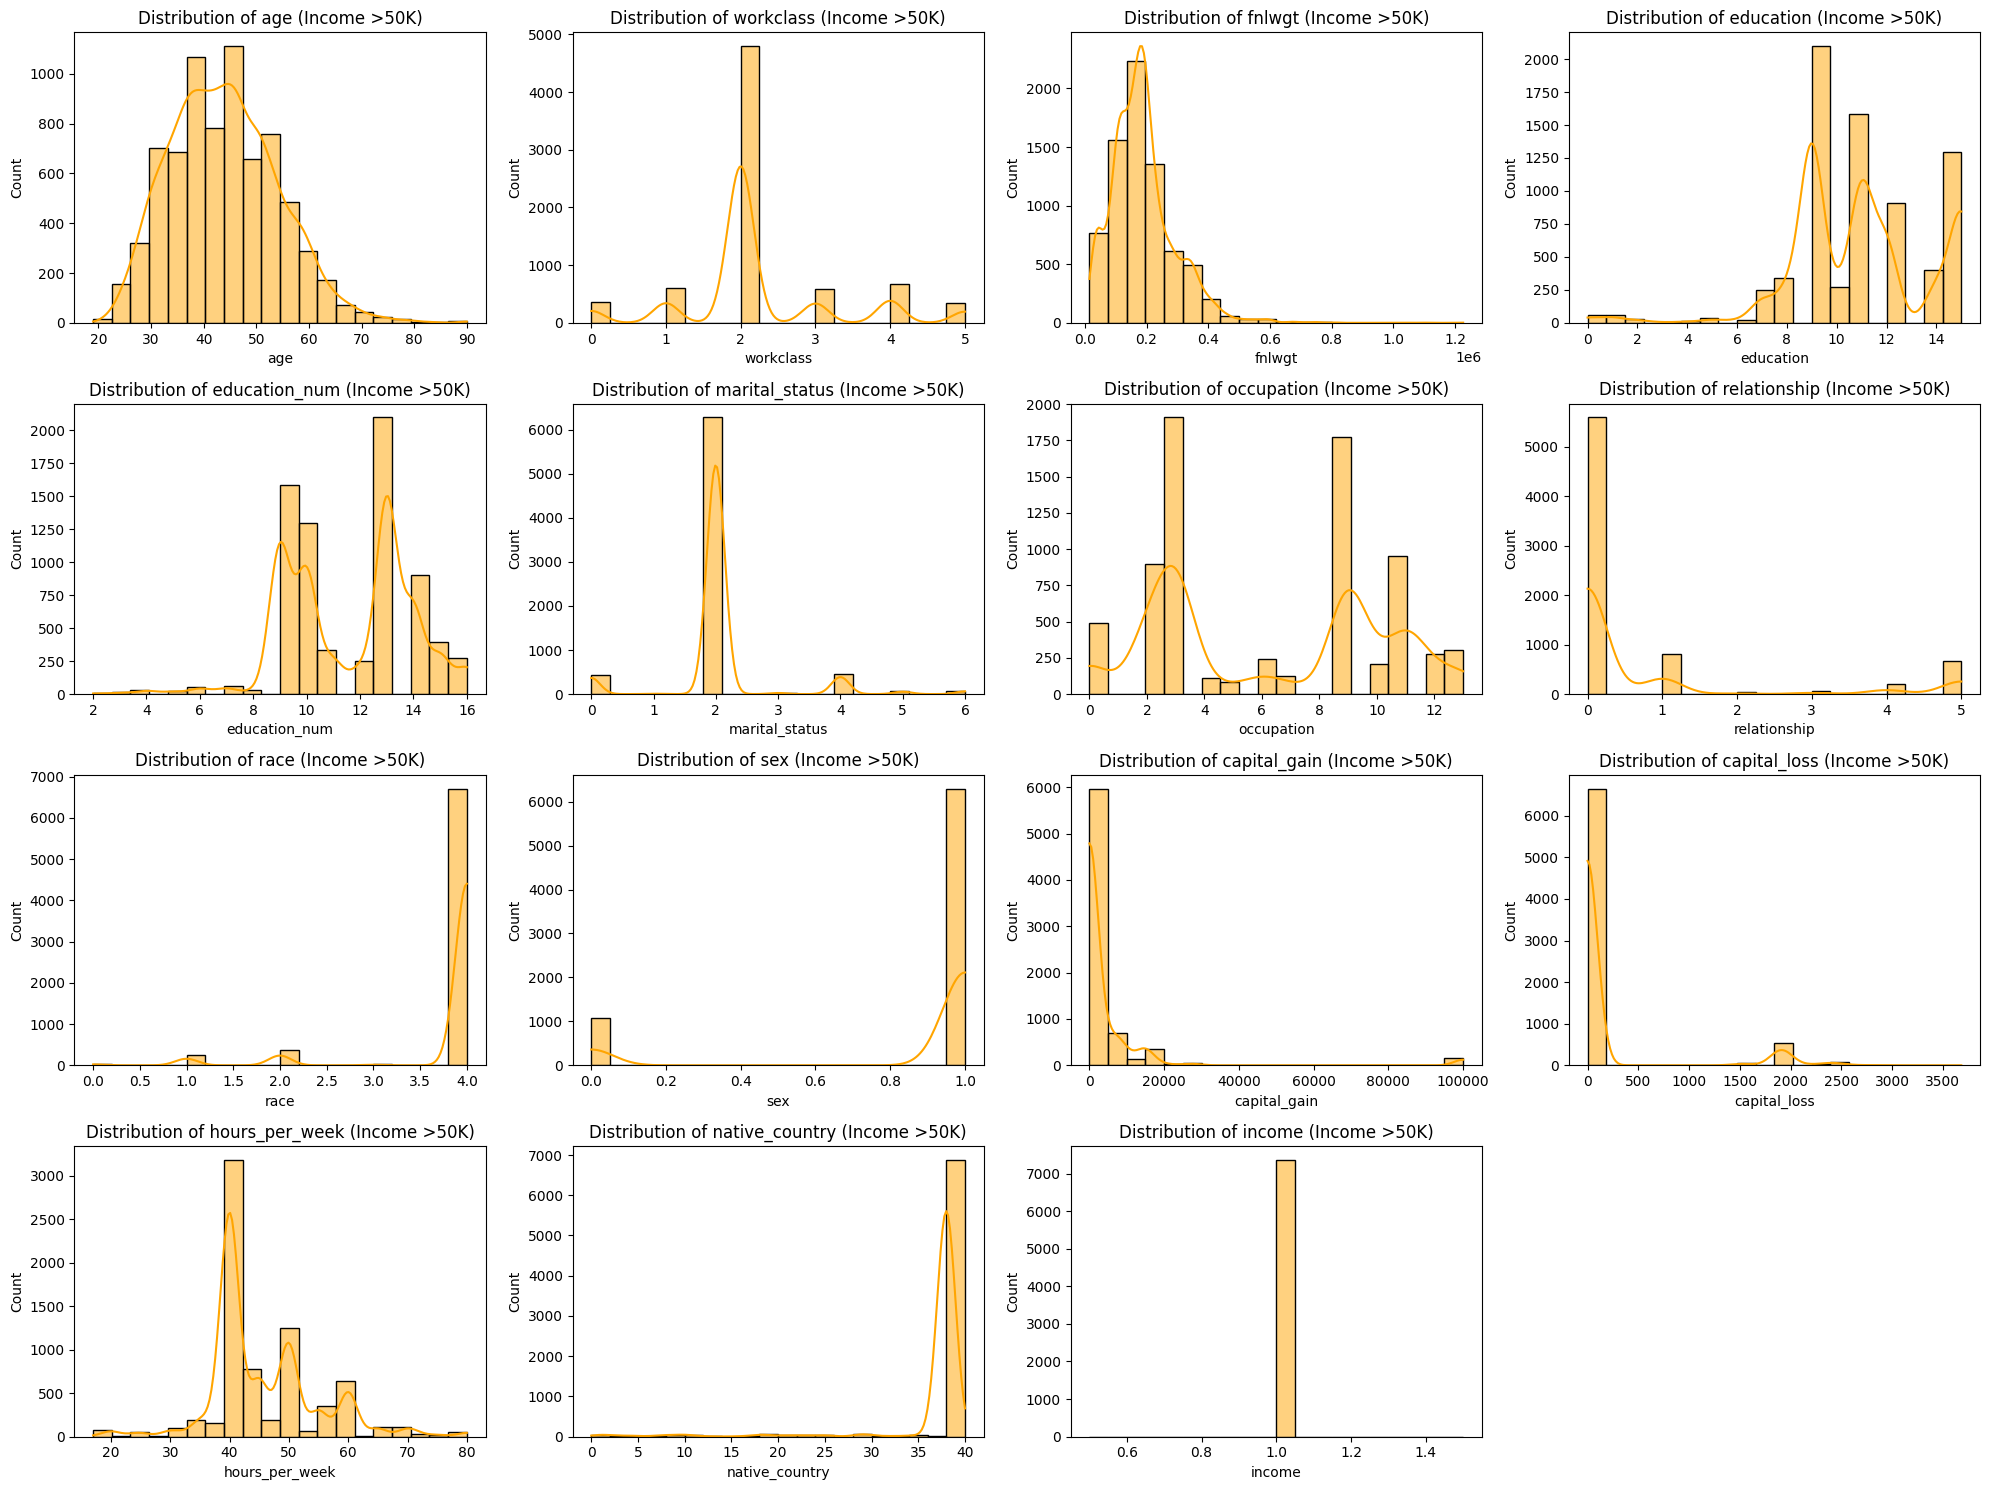 Distribution of age (Income >50K)
Count
1000
800
600
400
200
0
20 30 40 50 60 70 80 90
age
Distribution of workclass (Income >50K)
Count
5000
4000
3000
2000
1000
0
0 1 2 3 4 5
workclass
Distribution of fnlwgt (Income >50K)
Count
2000
1500
1000
500
0
0.0 0.2 0.4 0.6 0.8 1.0 1.2
1e6
fnlwgt
Distribution of education (Income >50K)
Count
2000
1750
1500
1250
1000
750
500
250
0
0 2 4 6 8 10 12 14
education
Distribution of education_num (Income >50K)
Count
2000
1750
1500
1250
1000
750
500
250
0
2 4 6 8 10 12 14 16
education_num
Distribution of marital_status (Income >50K)
Count
6000
5000
4000
3000
2000
1000
0
0 1 2 3 4 5 6
marital_status
Distribution of occupation (Income >50K)
Count
2000
1750
1500
1250
1000
750
500
250
0
0 2 4 6 8 10 12
occupation
Distribution of relationship (Income >50K)
Count
5000
4000
3000
2000
1000
0
0 1 2 3 4 5
relationship
Distribution of race (Income >50K)
Count
7000
6000
5000
4000
3000
2000
1000
0
0.0 0.5 1.0 1.5 2.0 2.5 3.0 3.5 4.0
race
Distribution of sex (Income >50K)
Count
6000
5000
4000
3000
2000
1000
0
0.0 0.2 0.4 0.6 0.8 1.0
sex
Distribution of capital_gain (Income >50K)
Count
6000
5000
4000
3000
2000
1000
0
0 20000 40000 60000 80000 100000
capital_gain
Distribution of capital_loss (Income >50K)
Count
6000
5000
4000
3000
2000
1000
0
0 500 1000 1500 2000 2500 3000 3500
capital_loss
Distribution of hours_per_week (Income >50K)
Count
3000
2500
2000
1500
1000
500
0
20 30 40 50 60 70 80
hours_per_week
Distribution of native_country (Income >50K)
Count
7000
6000
5000
4000
3000
2000
1000
0
0 5 10 15 20 25 30 35 40
native_country
Distribution of income (Income >50K)
Count
7000
6000
5000
4000
3000
2000
1000
0
0.6 0.8 1.0 1.2 1.4
income